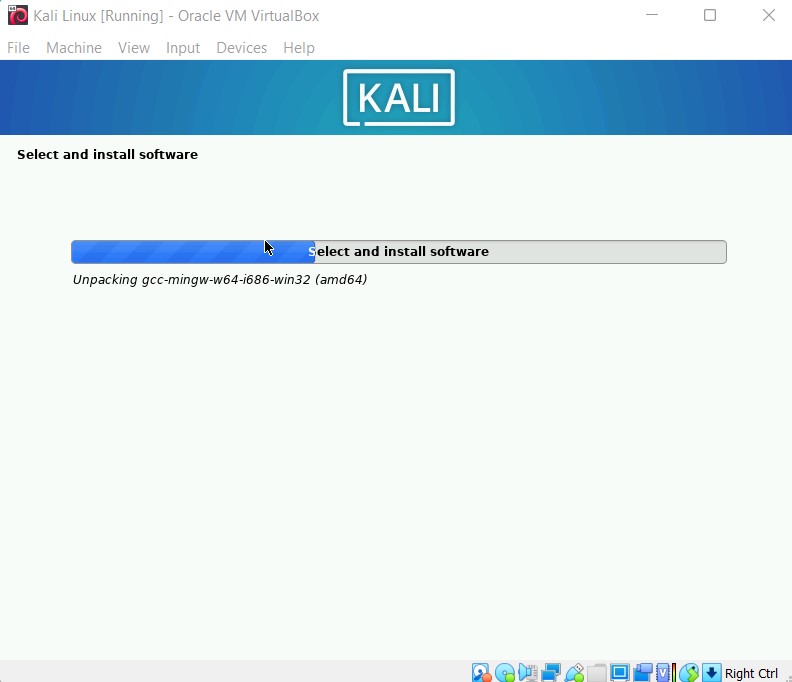 Kali Linux [Running] - Oracle VM VirtualBox
File Machine View Input Devices Help
KALI
Select and install software
Select and install software
Unpacking gcc-mingw-w64-i686-win32 (amd64)
Right Ctrl